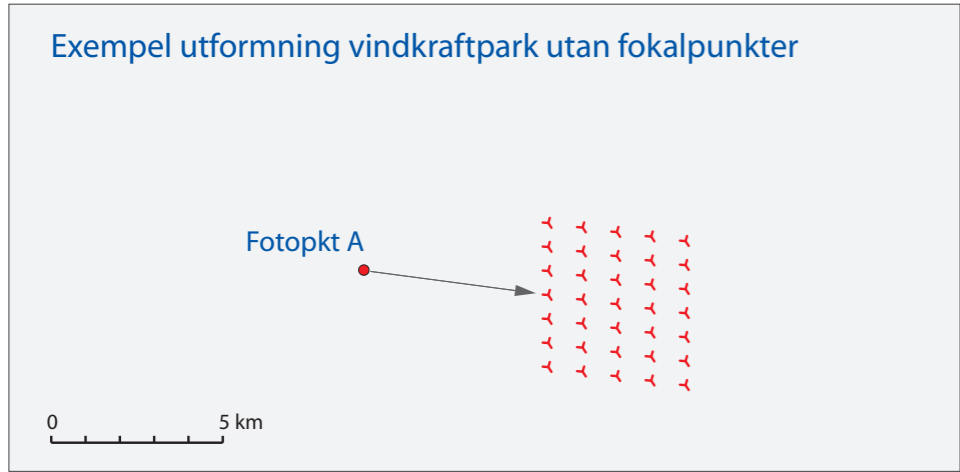 Exempel utformning vindkraftpark utan fokalpunkter
Fotopkt A
0 5 km